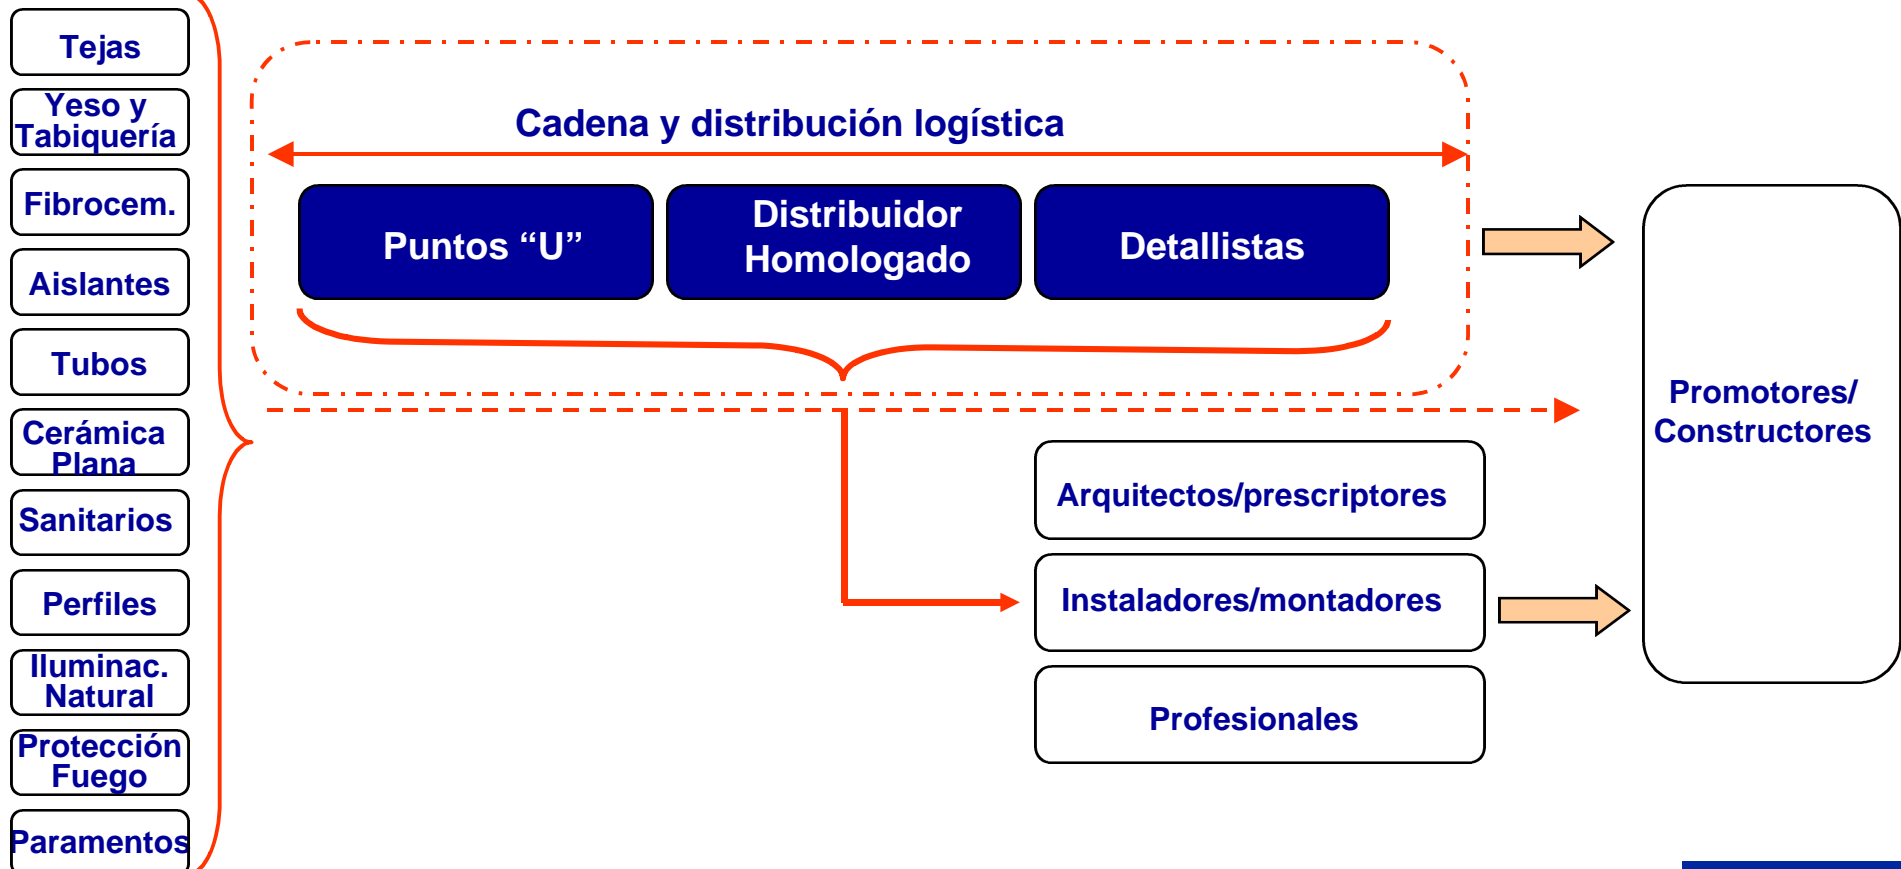 Tejas
Yeso y
Tabiquería
Fibrocem.
Aislantes
Tubos
Cerámica
Plana
Sanitarios
Perfiles
Iluminac.
Natural
Protección
Fuego
Paramentos
Cadena y distribución logística
Puntos “U”
Distribuidor
Homologado
Detallistas
Arquitectos/prescriptores
Instaladores/montadores
Profesionales
Promotores/
Constructores